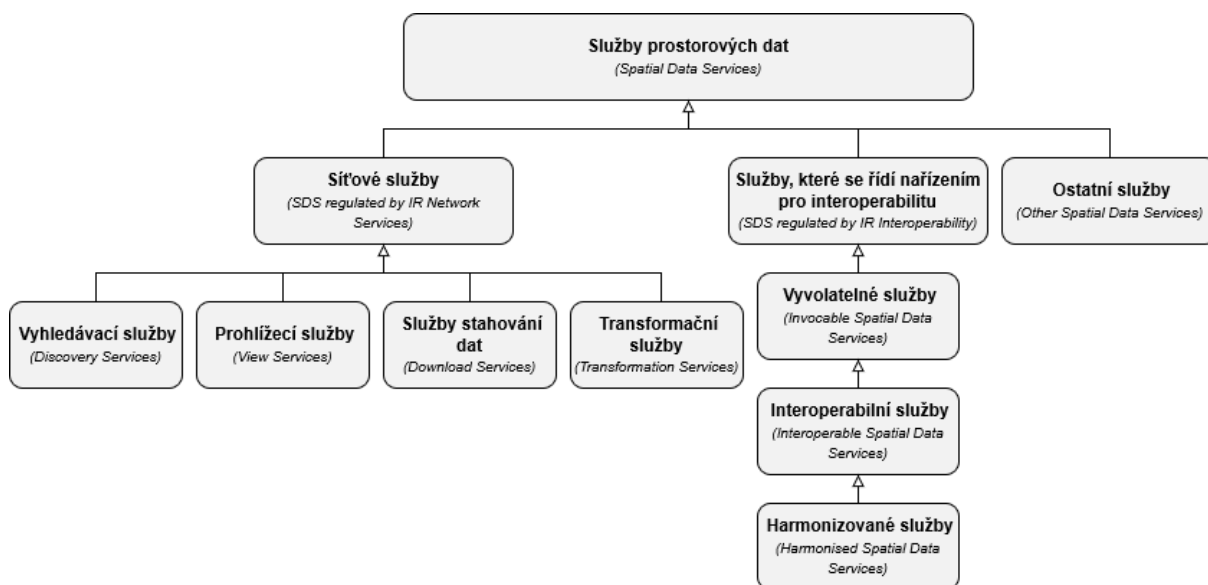 Služby prostorových dat
(Spatial Data Services)
Síťové služby
(SDS regulated by IR Network
Services)
Služby, které se řídí nařízením
pro interoperabilitu
(SDS regulated by IR Interoperability)
Ostatní služby
(Other Spatial Data Services)
Vyhledávací služby
(Discovery Services)
Prohlížecí služby
(View Services)
Služby stahování
dat
(Download Services)
Transformační
služby
(Transformation Services)
Vyvolatelné služby
(Invocable Spatial Data
Services)
Interoperabilní služby
(Interoperable Spatial Data
Services)
Harmonizované služby
(Harmonised Spatial Data
Services)